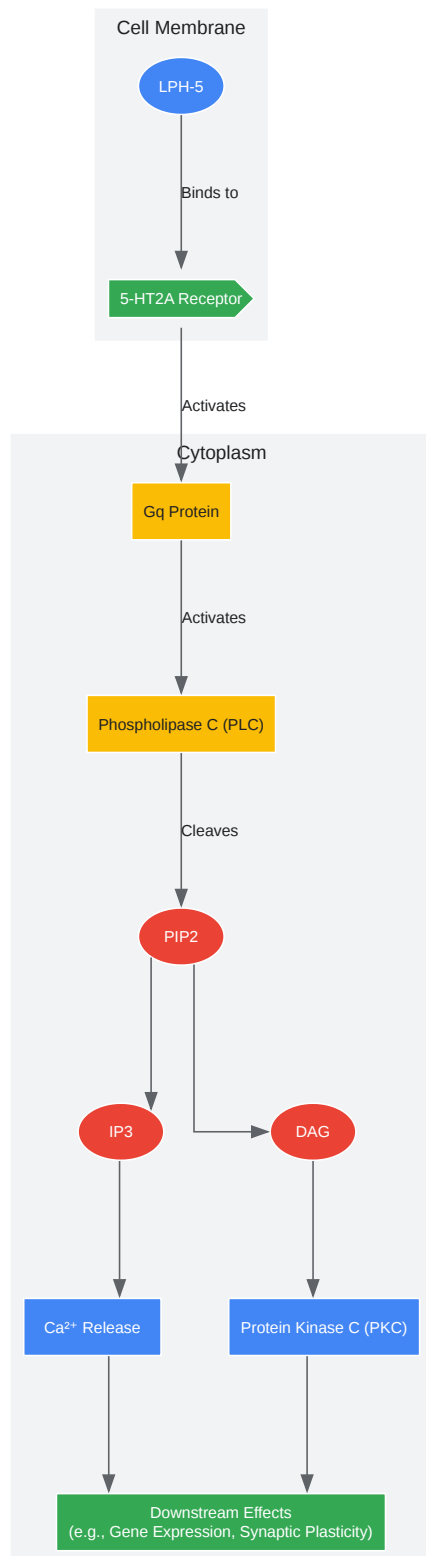 Cell Membrane
LPH-5
Binds to
5-HT2A Receptor
Activates
Cytoplasm
Gq Protein
Activates
Phospholipase C (PLC)
Cleaves
PIP2
IP3
DAG
Ca²⁺ Release
Protein Kinase C (PKC)
Downstream Effects
(e.g., Gene Expression, Synaptic Plasticity)